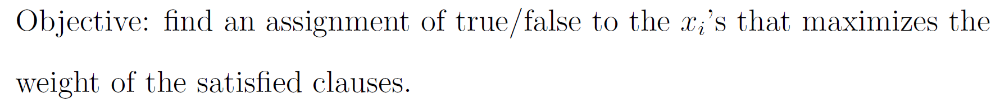 Objective: find an assignment of true/false to the $x_i$'s that maximizes the
weight of the satisfied clauses.